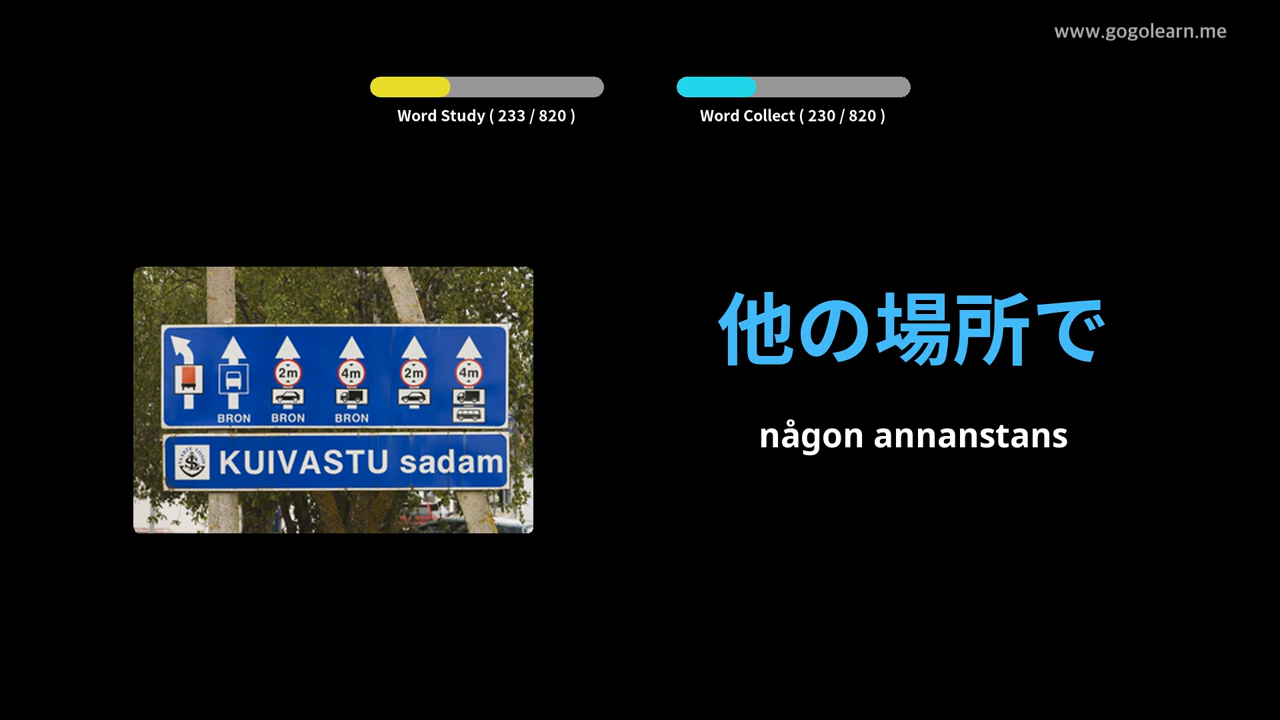 www.gogolearn.me
Word Study ( 233 / 820 )
Word Collect ( 230 / 820 )
他の場所で
någon annanstans
2m 4m 2m 4m
BRON BRON BRON
KUIVASTU sadam